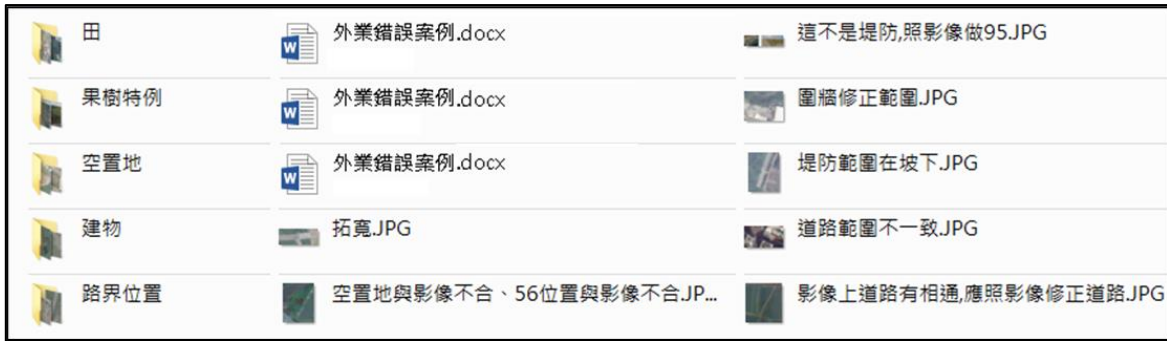 田
果樹特例
空置地
建物
路界位置
外業錯誤案例.docx
外業錯誤案例.docx
外業錯誤案例.docx
拓寬.JPG
空置地與影像不合、56位置與影像不合.JP...
這不是堤防,照影像做95.JPG
圍牆修正範圍.JPG
堤防範圍在坡下.JPG
道路範圍不一致.JPG
影像上道路有相通,應照影像修正道路.JPG